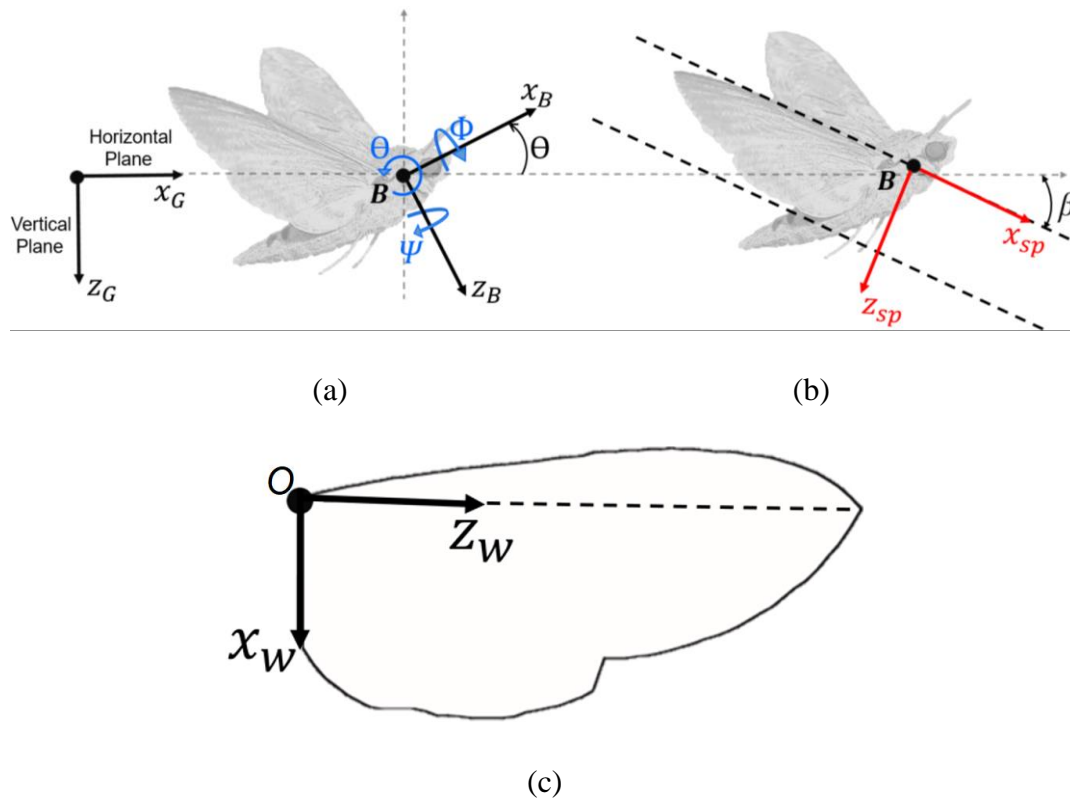 Horizontal
Plane
x_G
Vertical
Plane
z_G
Θ
Φ
x_B
Θ
B
Ψ
z_B
B
β
x_sp
z_sp
(a)
(b)
O
z_w
x_w
(c)